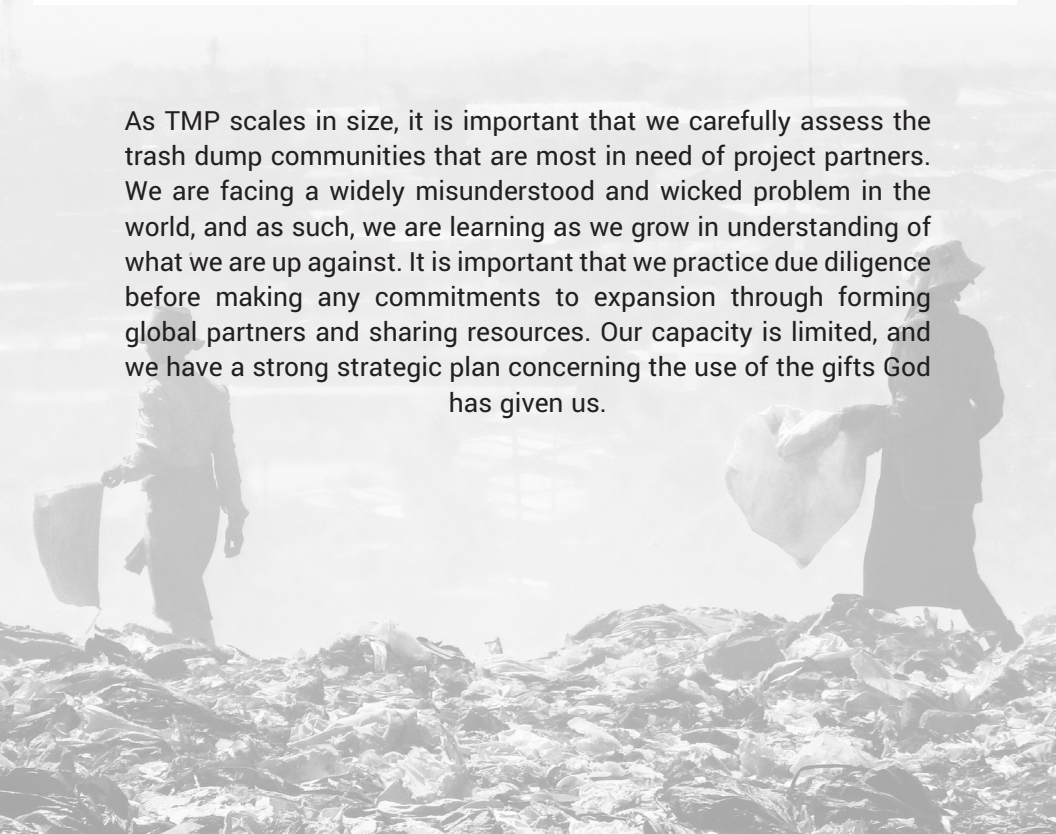 As TMP scales in size, it is important that we carefully assess the
trash dump communities that are most in need of project partners.
We are facing a widely misunderstood and wicked problem in the
world, and as such, we are learning as we grow in understanding of
what we are up against. It is important that we practice due diligence
before making any commitments to expansion through forming
global partners and sharing resources. Our capacity is limited, and
we have a strong strategic plan concerning the use of the gifts God
has given us.